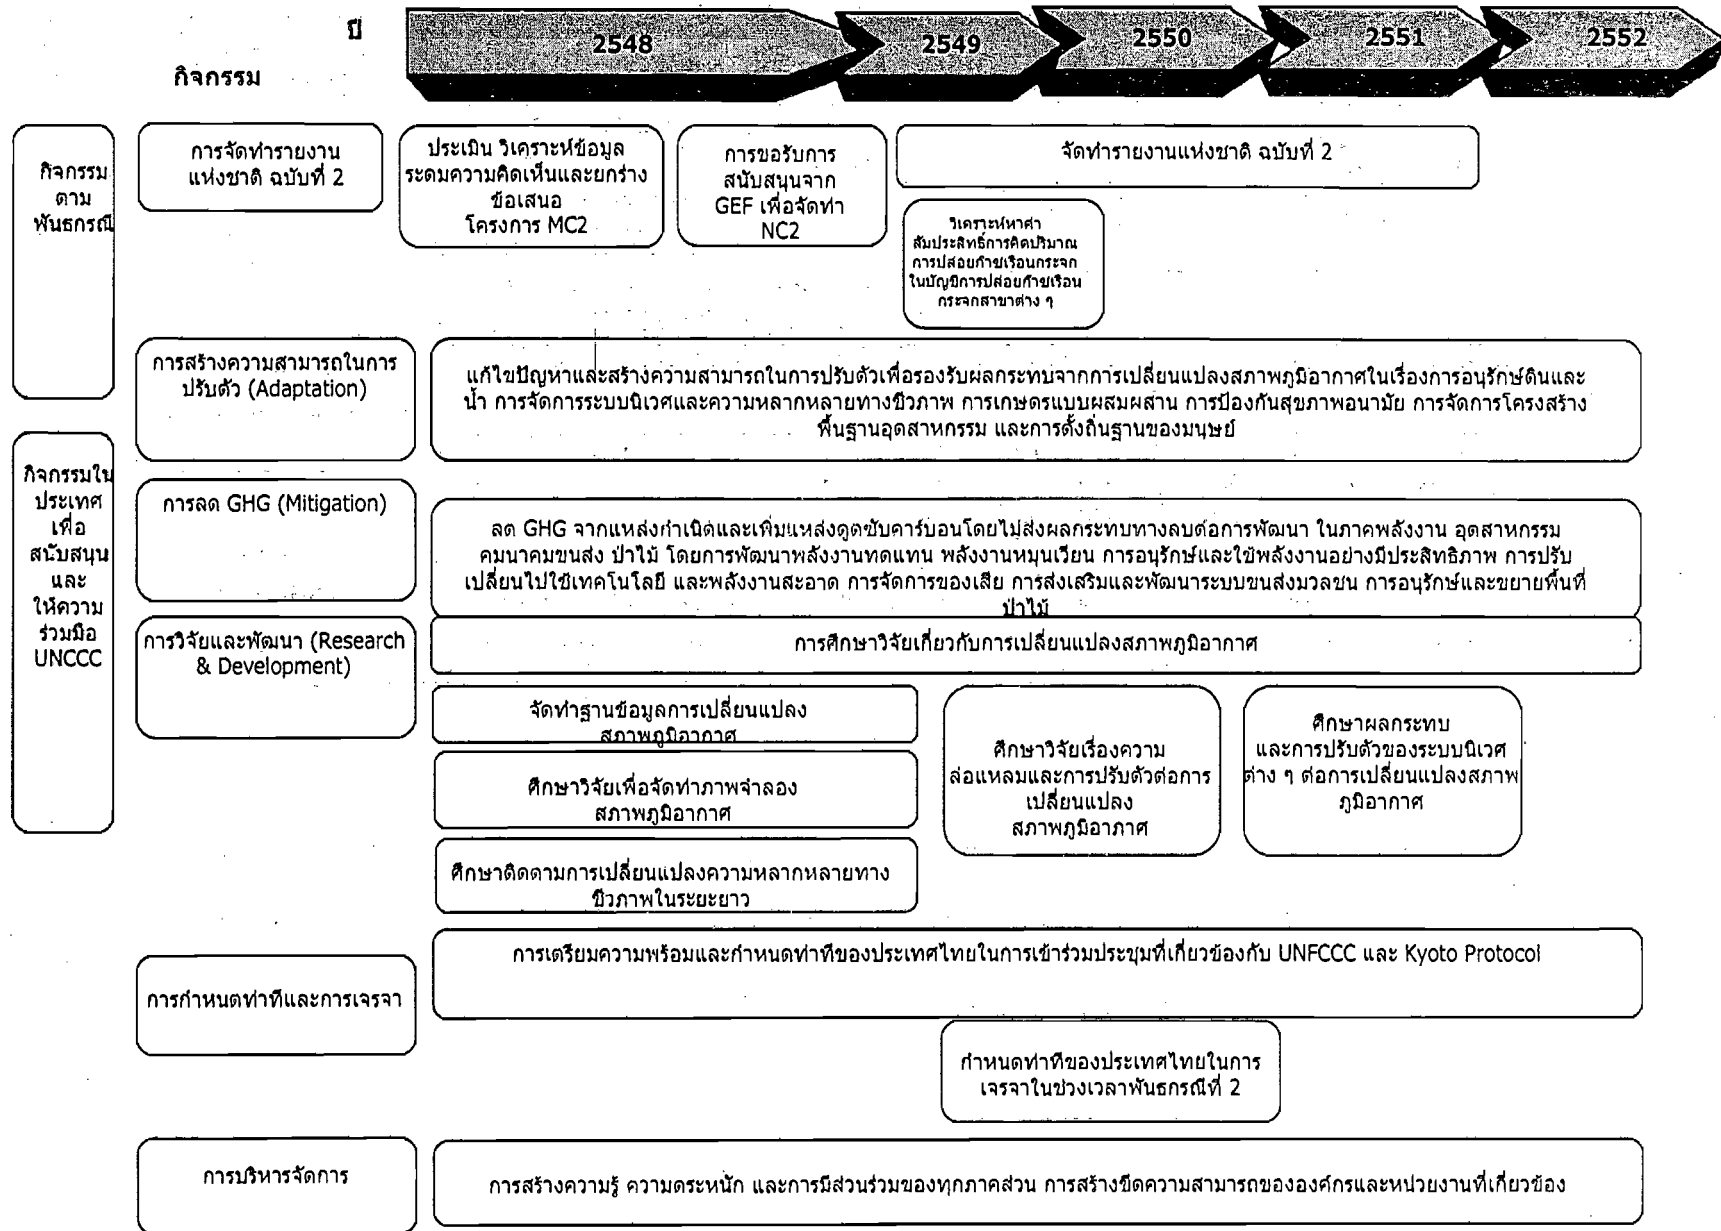 ปี
2548
2549
2550
2551
2552
กิจกรรม
กิจกรรม
ตาม
พันธกรณี
การจัดทำรายงาน
แห่งชาติ ฉบับที่ 2
ประเมิน วิเคราะห์ข้อมูล
ระดมความคิดเห็นและยกร่าง
ข้อเสนอ
โครงการ MC2
การขอรับการ
สนับสนุนจาก
GEF เพื่อจัดทำ
NC2
จัดทำรายงานแห่งชาติ ฉบับที่ 2
วิเคราะห์หาค่า
สัมประสิทธิ์การคิดปริมาณ
การปล่อยก๊าซเรือนกระจก
ในบัญชีการปล่อยก๊าซเรือน
กระจกสาขาต่าง ๆ
การสร้างความสามารถในการ
ปรับตัว (Adaptation)
แก้ไขปัญหาและสร้างความสามารถในการปรับตัวเพื่อรองรับผลกระทบจากการเปลี่ยนแปลงสภาพภูมิอากาศในเรื่องการอนุรักษ์ดินและ
น้ำ การจัดการระบบนิเวศและความหลากหลายทางชีวภาพ การเกษตรแบบผสมผสาน การป้องกันสุขภาพอนามัย การจัดการโครงสร้าง
พื้นฐานอุตสาหกรรม และการตั้งถิ่นฐานของมนุษย์
กิจกรรมใน
ประเทศ
เพื่อ
สนับสนุน
และ
ให้ความ
ร่วมมือ
UNCCC
การลด GHG (Mitigation)
ลด GHG จากแหล่งกำเนิดและเพิ่มแหล่งดูดซับคาร์บอนโดยไม่ส่งผลกระทบทางลบต่อการพัฒนา ในภาคพลังงาน อุตสาหกรรม
คมนาคมขนส่ง ป่าไม้ โดยการพัฒนาพลังงานทดแทน พลังงานหมุนเวียน การอนุรักษ์และใช้พลังงานอย่างมีประสิทธิภาพ การปรับ
เปลี่ยนไปใช้เทคโนโลยี และพลังงานสะอาด การจัดการของเสีย การส่งเสริมและพัฒนาระบบขนส่งมวลชน การอนุรักษ์และขยายพื้นที่
ป่าไม้
การวิจัยและพัฒนา (Research
& Development)
การศึกษาวิจัยเกี่ยวกับการเปลี่ยนแปลงสภาพภูมิอากาศ
จัดทำฐานข้อมูลการเปลี่ยนแปลง
สภาพภูมิอากาศ
ศึกษาวิจัยเพื่อจัดทำภาพจำลอง
สภาพภูมิอากาศ
ศึกษาติดตามการเปลี่ยนแปลงความหลากหลายทาง
ชีวภาพในระยะยาว
ศึกษาวิจัยเรื่องความ
ล่อแหลมและการปรับตัวต่อการ
เปลี่ยนแปลง
สภาพภูมิอาภาศ
ศึกษาผลกระทบ
และการปรับตัวของระบบนิเวศ
ต่าง ๆ ต่อการเปลี่ยนแปลงสภาพ
ภูมิอากาศ
การกำหนดท่าทีและการเจรจา
การเตรียมความพร้อมและกำหนดท่าทีของประเทศไทยในการเข้าร่วมประชุมที่เกี่ยวข้องกับ UNFCCC และ Kyoto Protocol
กำหนดท่าทีของประเทศไทยในการ
เจรจาในช่วงเวลาพันธกรณีที่ 2
การบริหารจัดการ
การสร้างความรู้ ความตระหนัก และการมีส่วนร่วมของทุกภาคส่วน การสร้างขีดความสามารถขององค์กรและหน่วยงานที่เกี่ยวข้อง